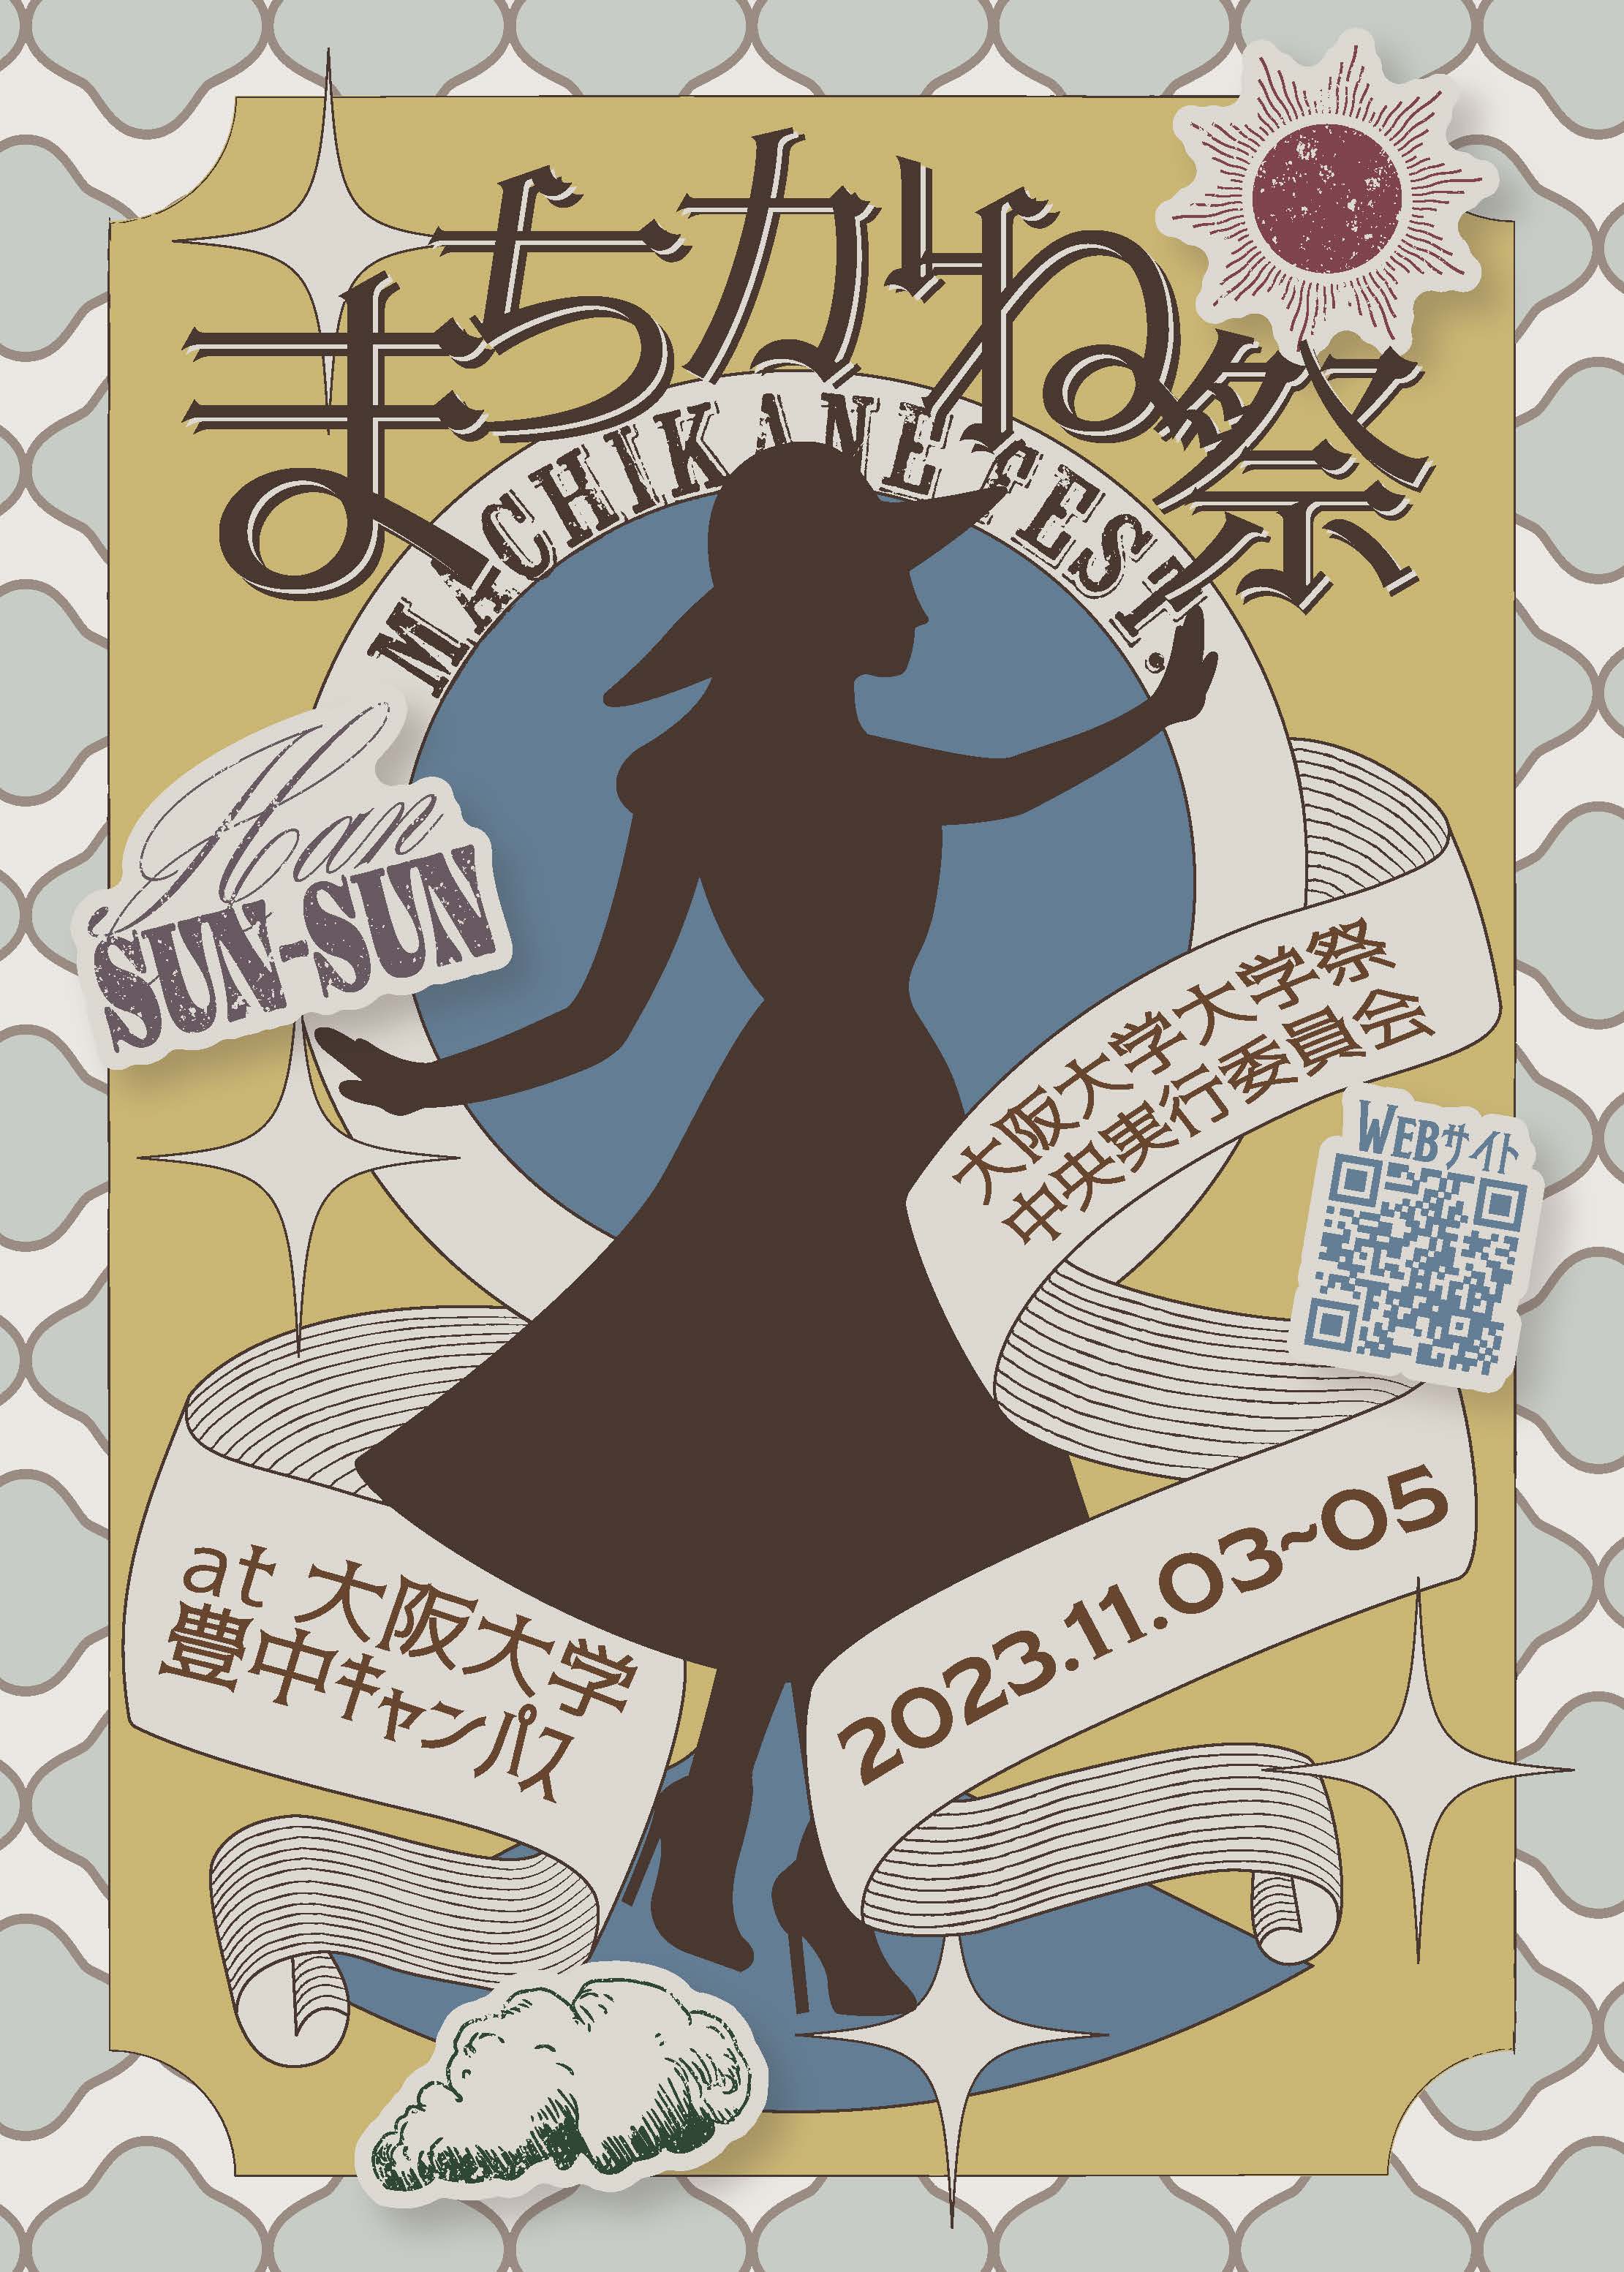 まちかね祭
MACHIKANE FEST.
Han
SUN-SUN
大阪大学大学祭
中央実行委員会
WEBサイト
at 大阪大学
豊中キャンパス
2023.11.03~05